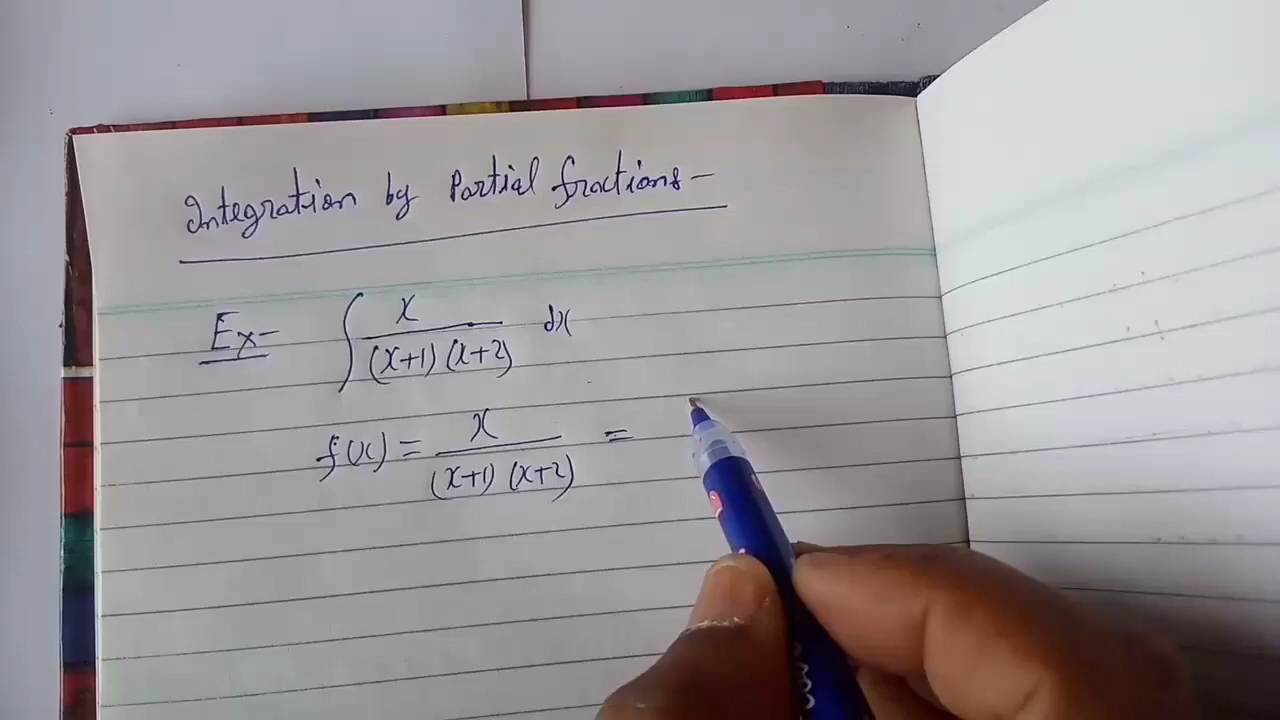 Integration by Partial fractions-
Ex- ∫ x/((x+1)(x+2)) dx
f(x) = x/((x+1)(x+2)) =